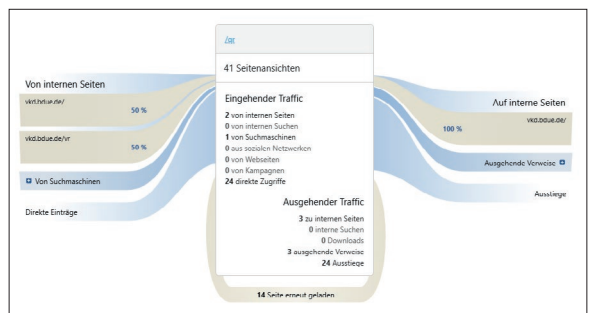 41 Seitenansichten
Eingehender Traffic
2 von internen Seiten
0 von internen Suchen
1 von Suchmaschinen
0 aus sozialen Netzwerken
0 von Webseiten
0 von Kampagnen
24 direkte Zugriffe
Ausgehender Traffic
3 zu internen Seiten
0 interne Suchen
0 Downloads
3 ausgehende Verweise
24 Ausstiege
14 Seite erneut geladen
Von internen Seiten
vkd.bdue.de/
50 %
vkd.bdue.de/vr
50 %
Von Suchmaschinen
Direkte Einträge
Auf interne Seiten
vkd.bdue.de/
100 %
Ausgehende Verweise
Ausstiege